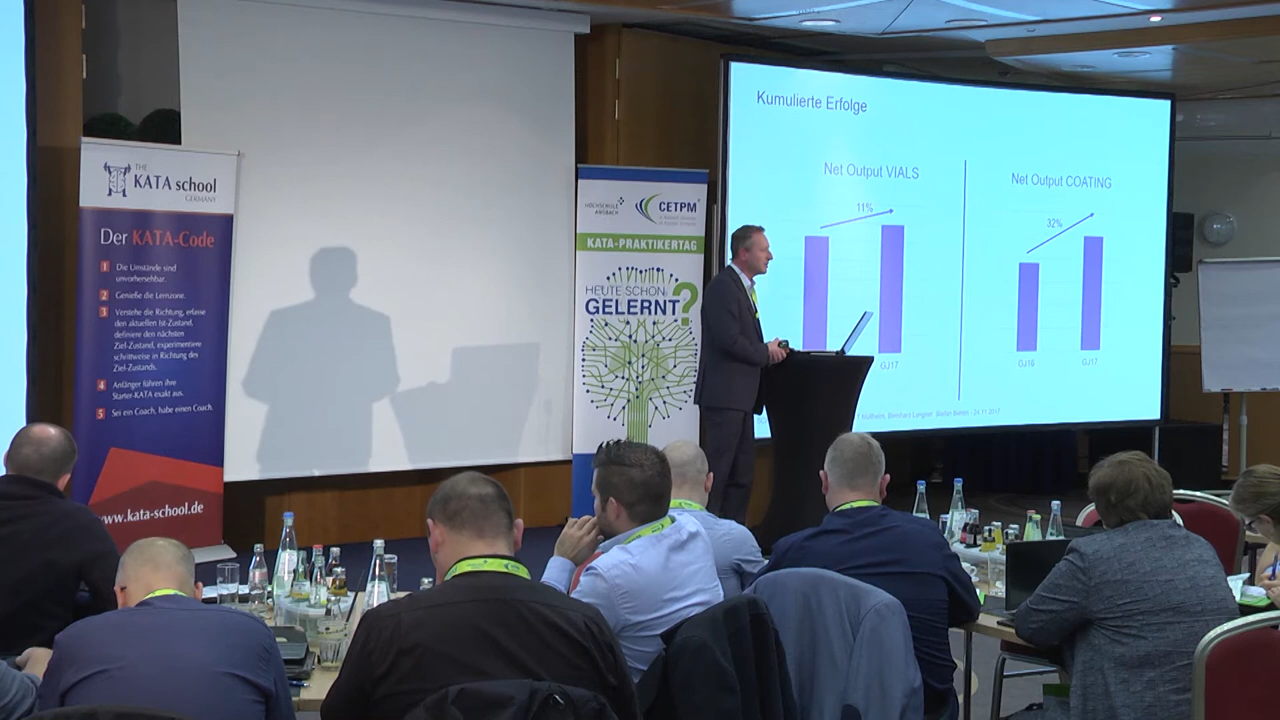 THE
KATA school
GERMANY
Der KATA-Code
1 Die Umstände sind
unvorhersehbar.
2 Genieße die Lernzone.
3 Verstehe die Richtung, erfasse
den aktuellen Ist-Zustand,
definiere den nächsten
Ziel-Zustand, experimentiere
schrittweise in Richtung des
Ziel-Zustands.
4 Anfänger führen ihre
Starter-KATA exakt aus.
5 Sei ein Coach, habe einen Coach.
www.kata-school.de
HOCHSCHULE
ANSBACH
CETPM
KATA-PRAKTIKERTAG
HEUTE SCHON
GELERNT?
Kumulierte Erfolge
Net Output VIALS
11%
GJ17
Net Output COATING
32%
GJ16
GJ17
Müllheim, Bernhard Langner, Stefan - 24.11.2017